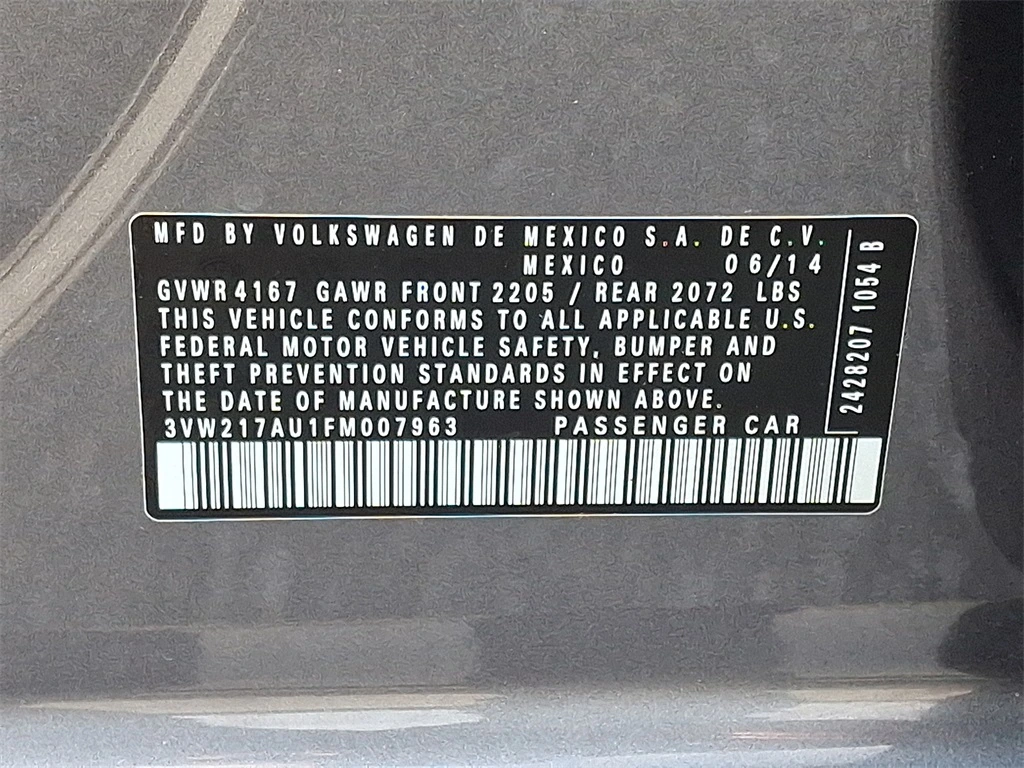 MFD BY VOLKSWAGEN DE MEXICO S.A. DE C.V.
MEXICO 06/14
GVWR 4167 GAWR FRONT 2205 / REAR 2072 LBS
THIS VEHICLE CONFORMS TO ALL APPLICABLE U.S.
FEDERAL MOTOR VEHICLE SAFETY, BUMPER AND
THEFT PREVENTION STANDARDS IN EFFECT ON
THE DATE OF MANUFACTURE SHOWN ABOVE.
3VW217AU1FM007963 PASSENGER CAR
2428207 1054 B